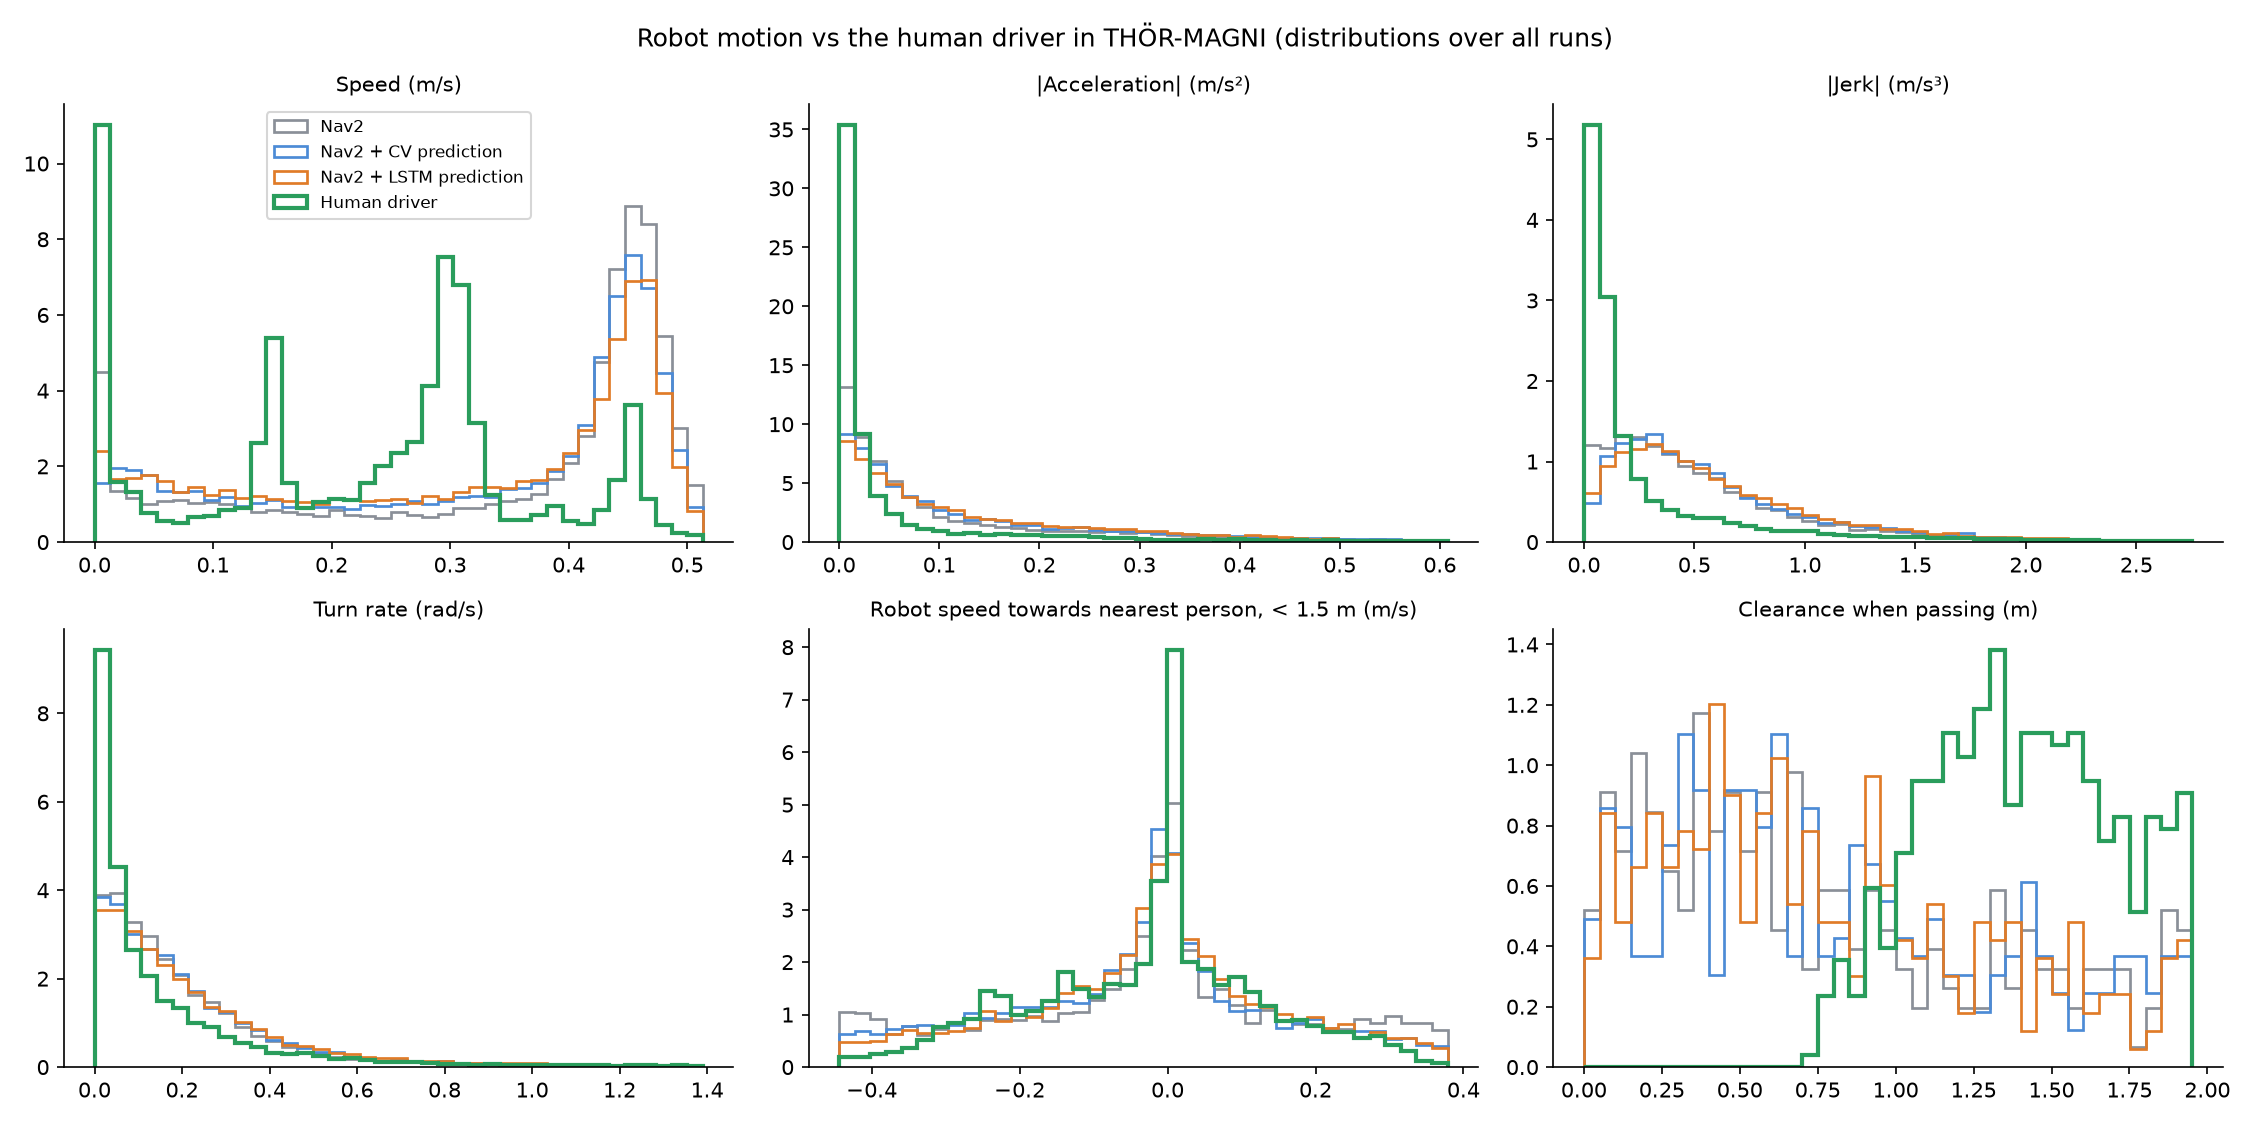 Robot motion vs the human driver in THÖR-MAGNI (distributions over all runs)
Speed (m/s)
Nav2
Nav2 + CV prediction
Nav2 + LSTM prediction
Human driver
10
8
6
4
2
0
0.0 0.1 0.2 0.3 0.4 0.5
|Acceleration| (m/s²)
35
30
25
20
15
10
5
0
0.0 0.1 0.2 0.3 0.4 0.5 0.6
|Jerk| (m/s³)
5
4
3
2
1
0
0.0 0.5 1.0 1.5 2.0 2.5
Turn rate (rad/s)
8
6
4
2
0
0.0 0.2 0.4 0.6 0.8 1.0 1.2 1.4
Robot speed towards nearest person, < 1.5 m (m/s)
8
7
6
5
4
3
2
1
0
−0.4 −0.2 0.0 0.2 0.4
Clearance when passing (m)
1.4
1.2
1.0
0.8
0.6
0.4
0.2
0.0
0.00 0.25 0.50 0.75 1.00 1.25 1.50 1.75 2.00